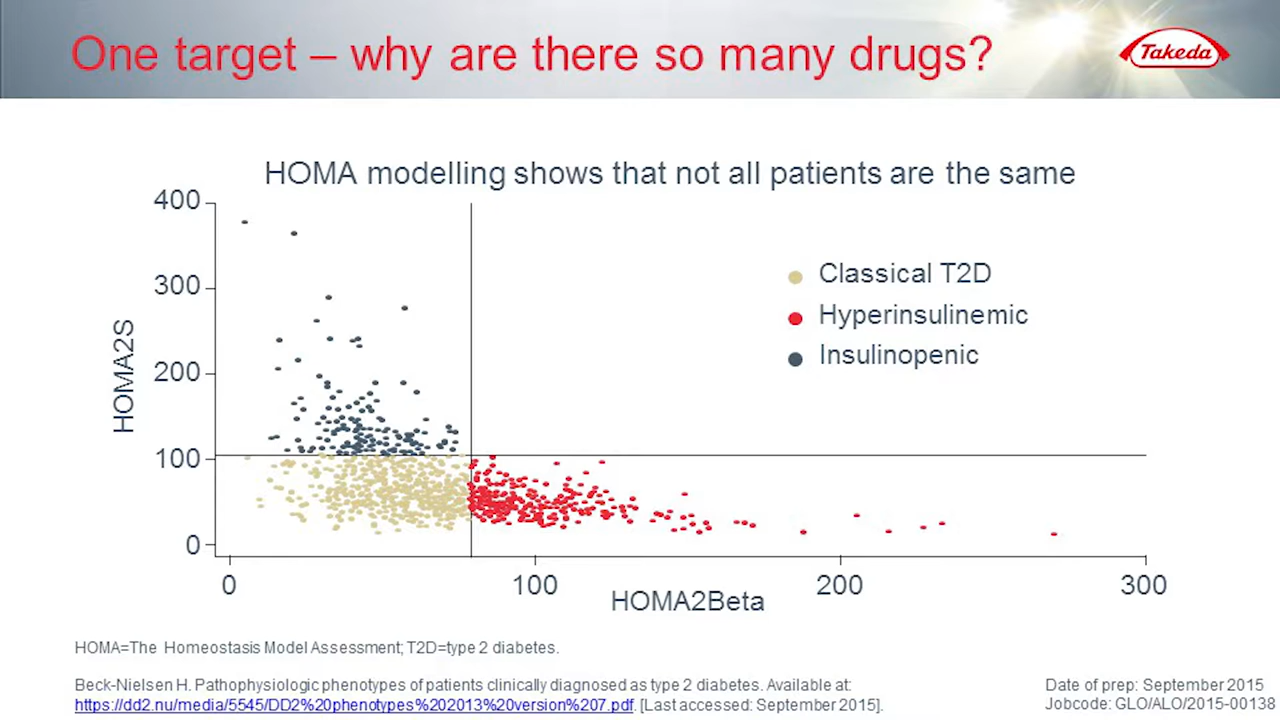 One target – why are there so many drugs?
Takeda
HOMA modelling shows that not all patients are the same
400
300
200
100
0
HOMA2S
Classical T2D
Hyperinsulinemic
Insulinopenic
0 100 200 300
HOMA2Beta
HOMA=The Homeostasis Model Assessment; T2D=type 2 diabetes.
Beck-Nielsen H. Pathophysiologic phenotypes of patients clinically diagnosed as type 2 diabetes. Available at:
https://dd2.nu/media/5545/DD2%20phenotypes%202013%20version%207.pdf. [Last accessed: September 2015].
Date of prep: September 2015
Jobcode: GLO/ALO/2015-00138